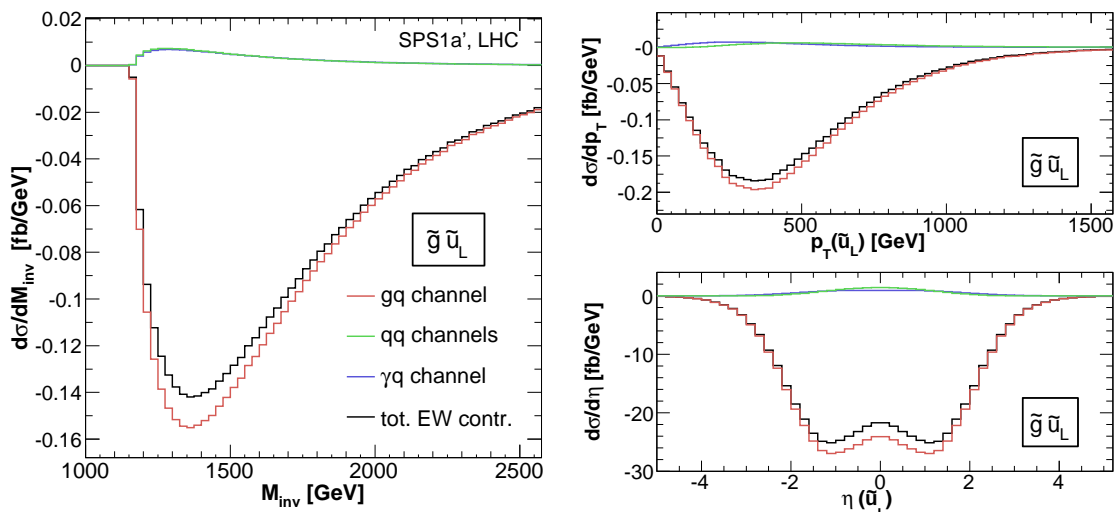 0.02
0
-0.02
-0.04
-0.06
-0.08
-0.1
-0.12
-0.14
-0.16
dσ/dM_inv [fb/GeV]
SPS1a', LHC
g̃ ũ_L
gq channel
qq channels
γq channel
tot. EW contr.
1000 1500 2000 2500
M_inv [GeV]
-0
-0.05
-0.1
-0.15
-0.2
dσ/dp_T [fb/GeV]
g̃ ũ_L
0 500 1000 1500
p_T(ũ_L) [GeV]
0
-10
-20
-30
dσ/dη [fb/GeV]
g̃ ũ_L
-4 -2 0 2 4
η (ũ_L)